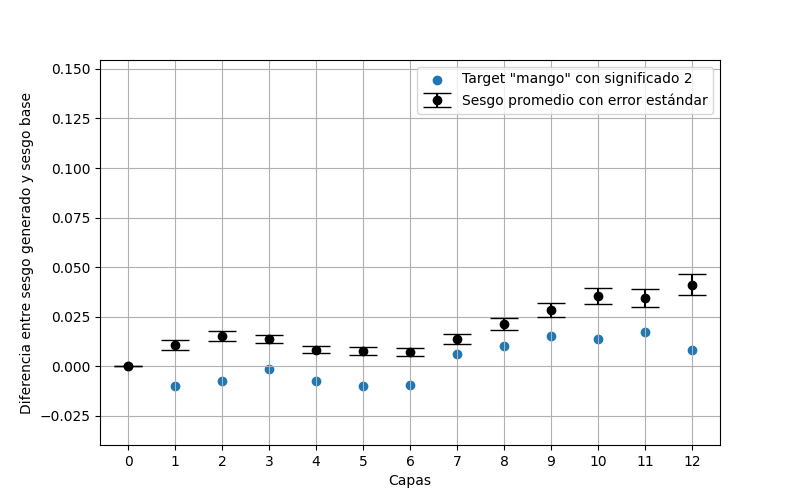 Target "mango" con significado 2
Sesgo promedio con error estándar
Diferencia entre sesgo generado y sesgo base
0.150
0.125
0.100
0.075
0.050
0.025
0.000
−0.025
0 1 2 3 4 5 6 7 8 9 10 11 12
Capas